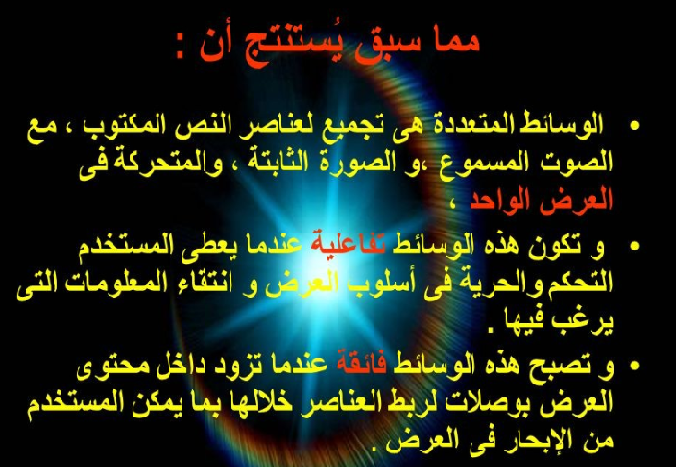 مما سبق يُستنتج أن :
• الوسائط المتعددة هى تجميع لعناصر النص المكتوب ، مع
الصوت المسموع ،و الصورة الثابتة ، والمتحركة فى
العرض الواحد ،
• و تكون هذه الوسائط تفاعلية عندما يعطى المستخدم
التحكم والحرية فى أسلوب العرض و انتقاء المعلومات التى
يرغب فيها .
• و تصبح هذه الوسائط فائقة عندما تزود داخل محتوى
العرض بوصلات لربط العناصر خلالها بما يمكن المستخدم
من الإبحار فى العرض .